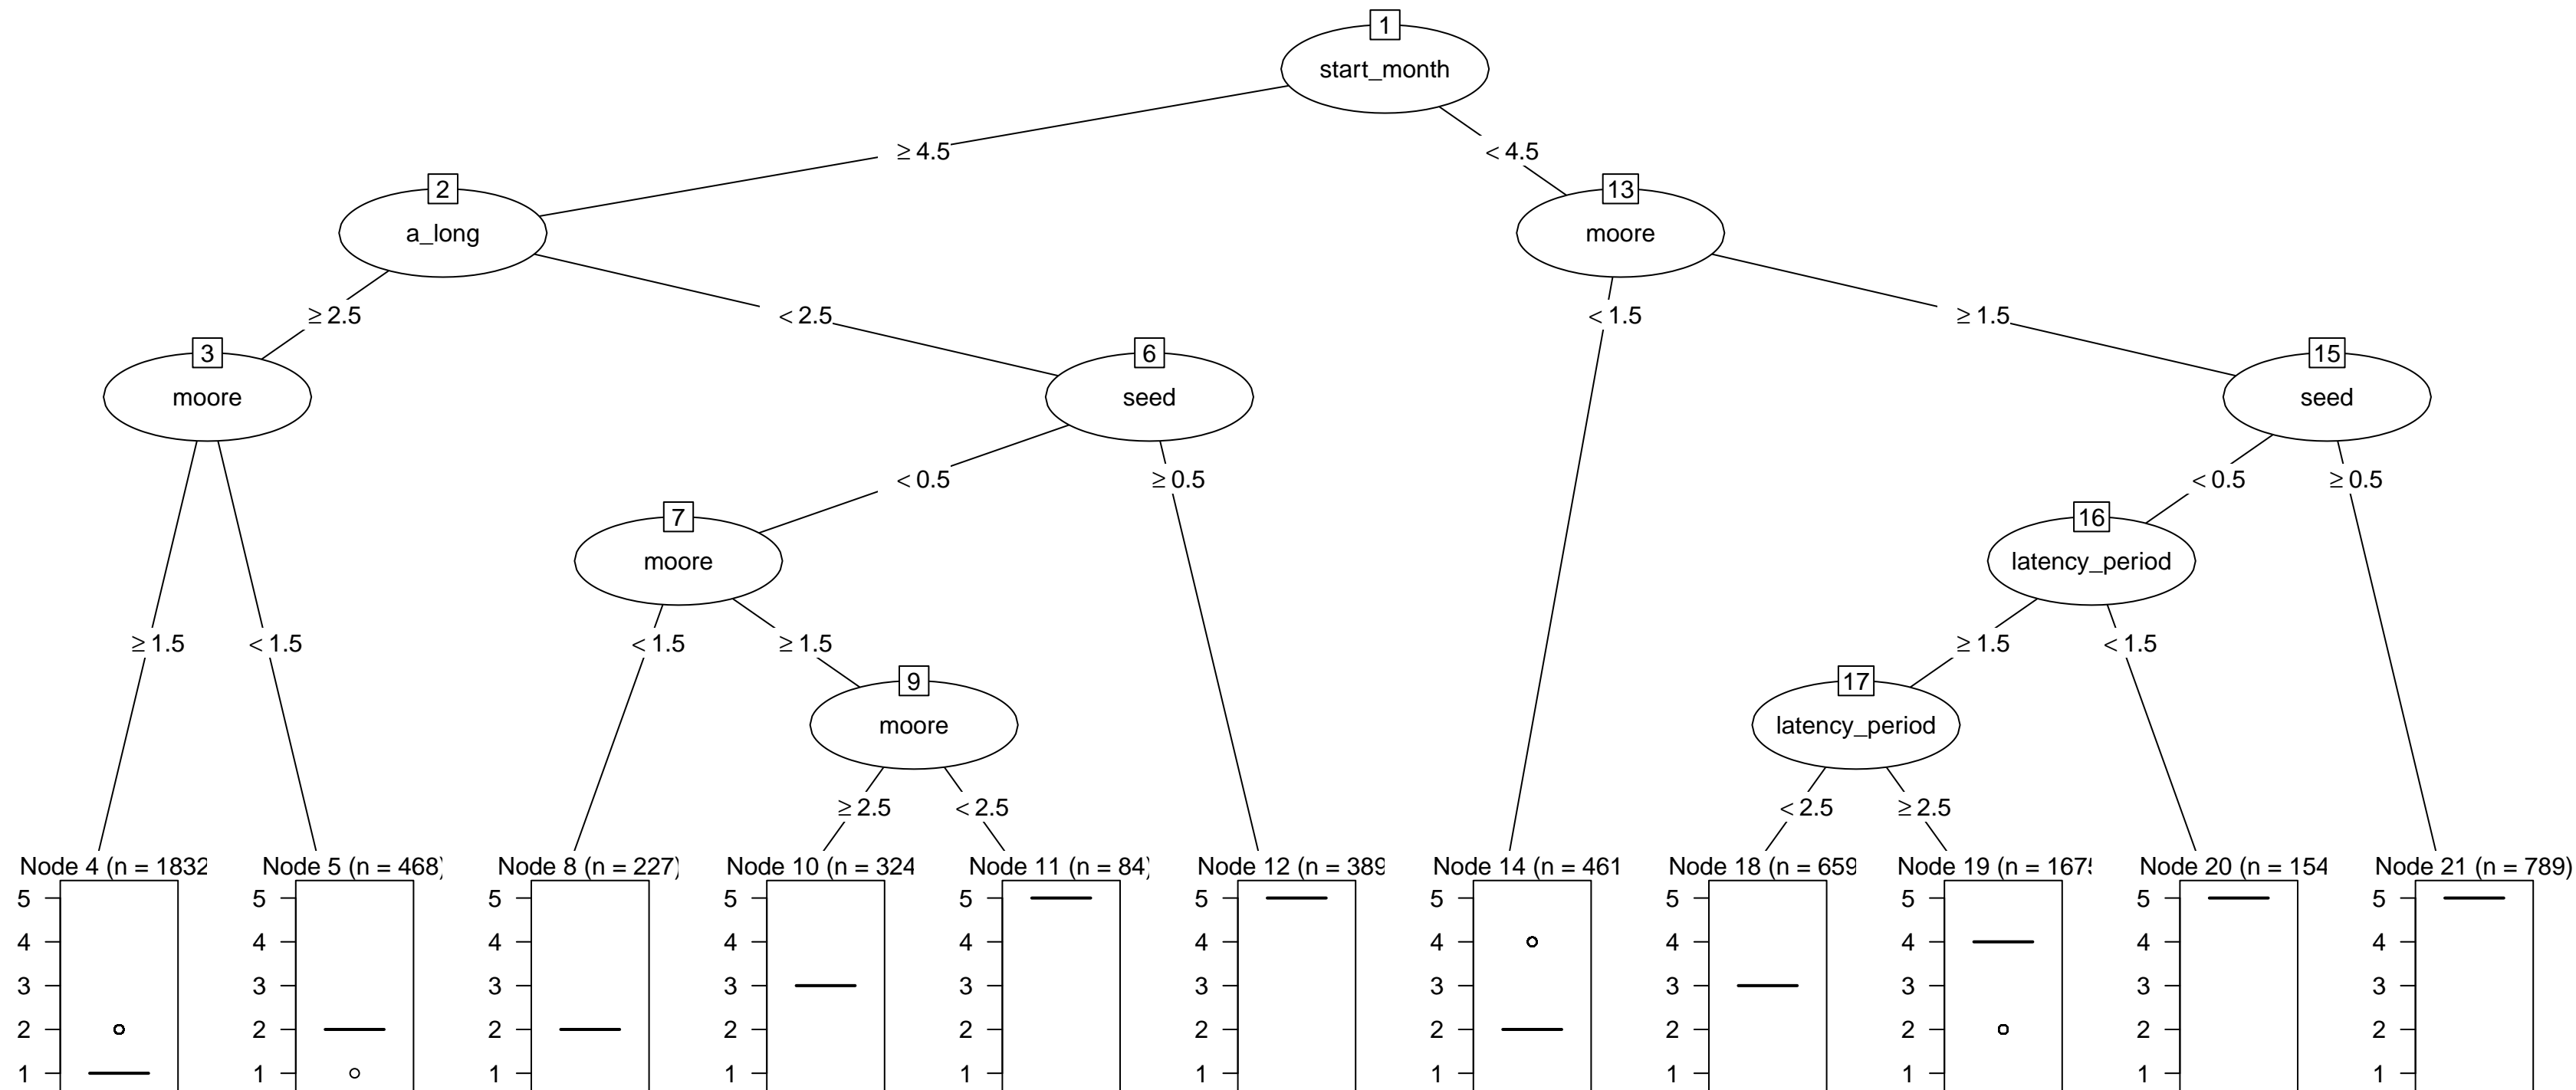 1
start_month
≥ 4.5
< 4.5
2
a_long
13
moore
≥ 2.5
< 2.5
< 1.5
≥ 1.5
3
moore
6
seed
15
seed
< 0.5
≥ 0.5
< 0.5
≥ 0.5
7
moore
16
latency_period
≥ 1.5
< 1.5
< 1.5
≥ 1.5
≥ 1.5
< 1.5
9
moore
17
latency_period
≥ 2.5
< 2.5
< 2.5
≥ 2.5
Node 4 (n = 1832
Node 5 (n = 468)
Node 8 (n = 227)
Node 10 (n = 324
Node 11 (n = 84)
Node 12 (n = 389
Node 14 (n = 461
Node 18 (n = 659
Node 19 (n = 167
Node 20 (n = 154
Node 21 (n = 789)
5 5 5 5 5 5 5 5 5 5 5
4 4 4 4 4 4 4 4 4 4 4
3 3 3 3 3 3 3 3 3 3 3
2 2 2 2 2 2 2 2 2 2 2
1 1 1 1 1 1 1 1 1 1 1